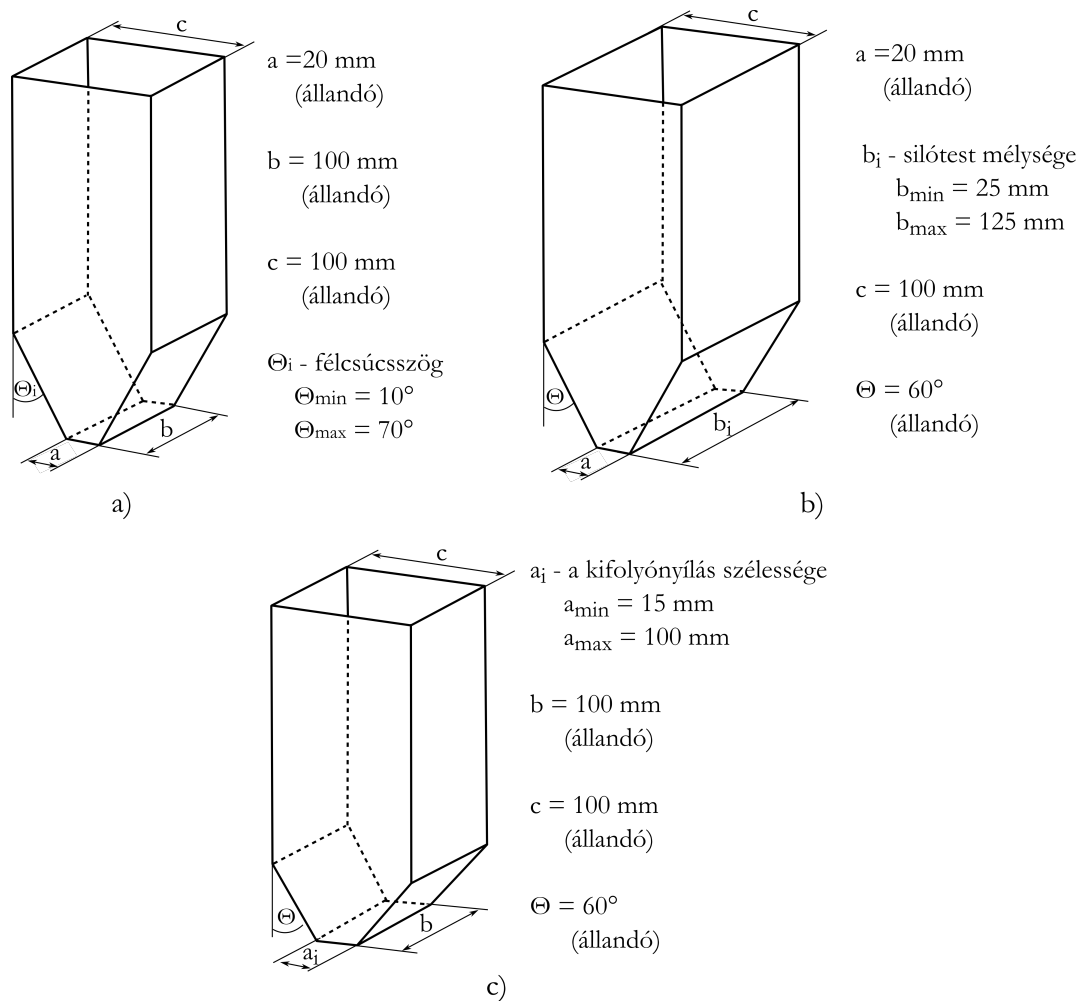 c
a =20 mm
(állandó)
b = 100 mm
(állandó)
c = 100 mm
(állandó)
Θi - félcsúcsszög
Θmin = 10°
Θmax = 70°
Θi
b
a
a)
c
a =20 mm
(állandó)
bi - silótest mélysége
bmin = 25 mm
bmax = 125 mm
c = 100 mm
(állandó)
Θ = 60°
(állandó)
Θ
bi
a
b)
c
ai - a kifolyónyílás szélessége
amin = 15 mm
amax = 100 mm
b = 100 mm
(állandó)
c = 100 mm
(állandó)
Θ = 60°
(állandó)
Θ
b
ai
c)